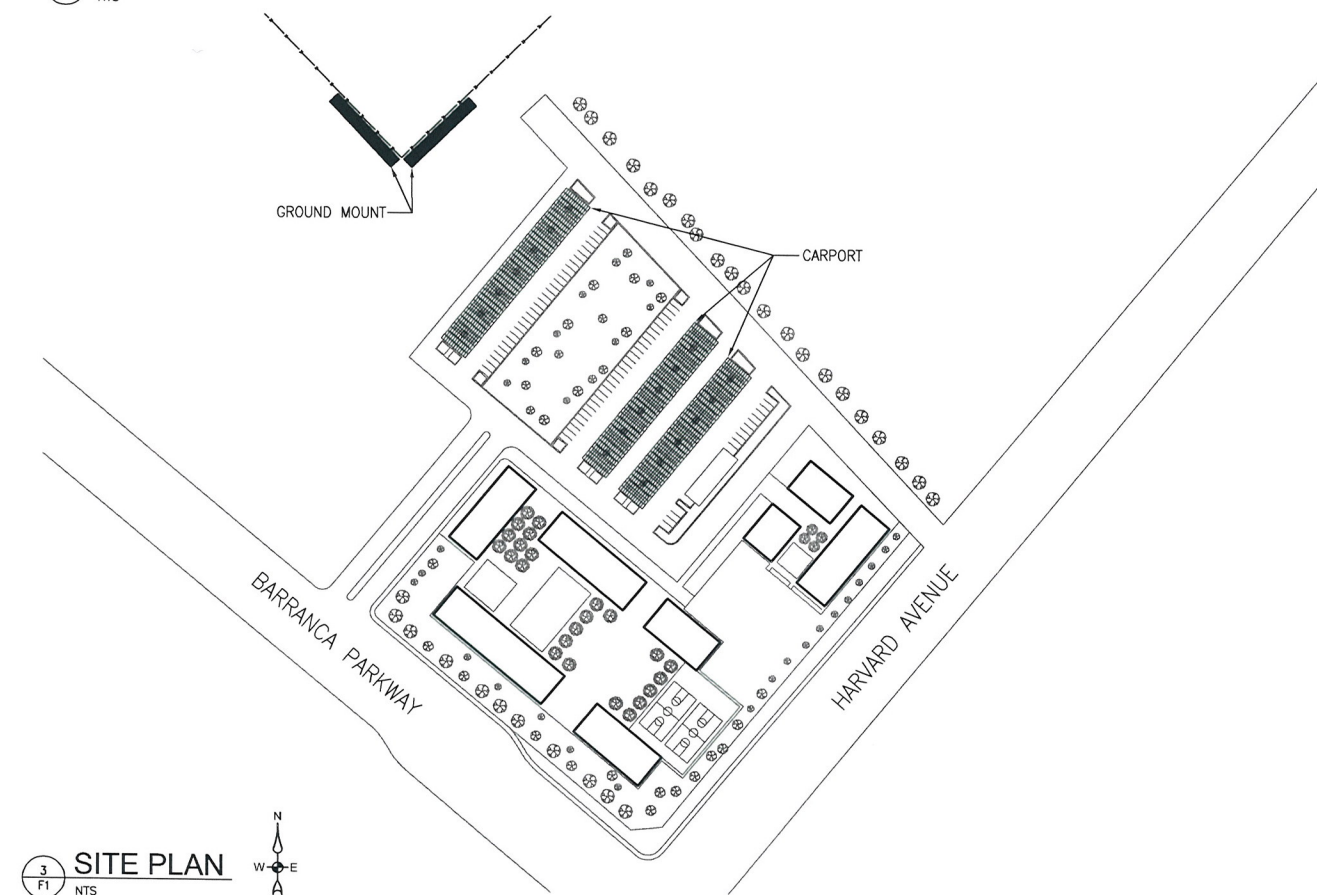 GROUND MOUNT
CARPORT
BARRANCA PARKWAY
HARVARD AVENUE
N
W E
3
F1
SITE PLAN
NTS